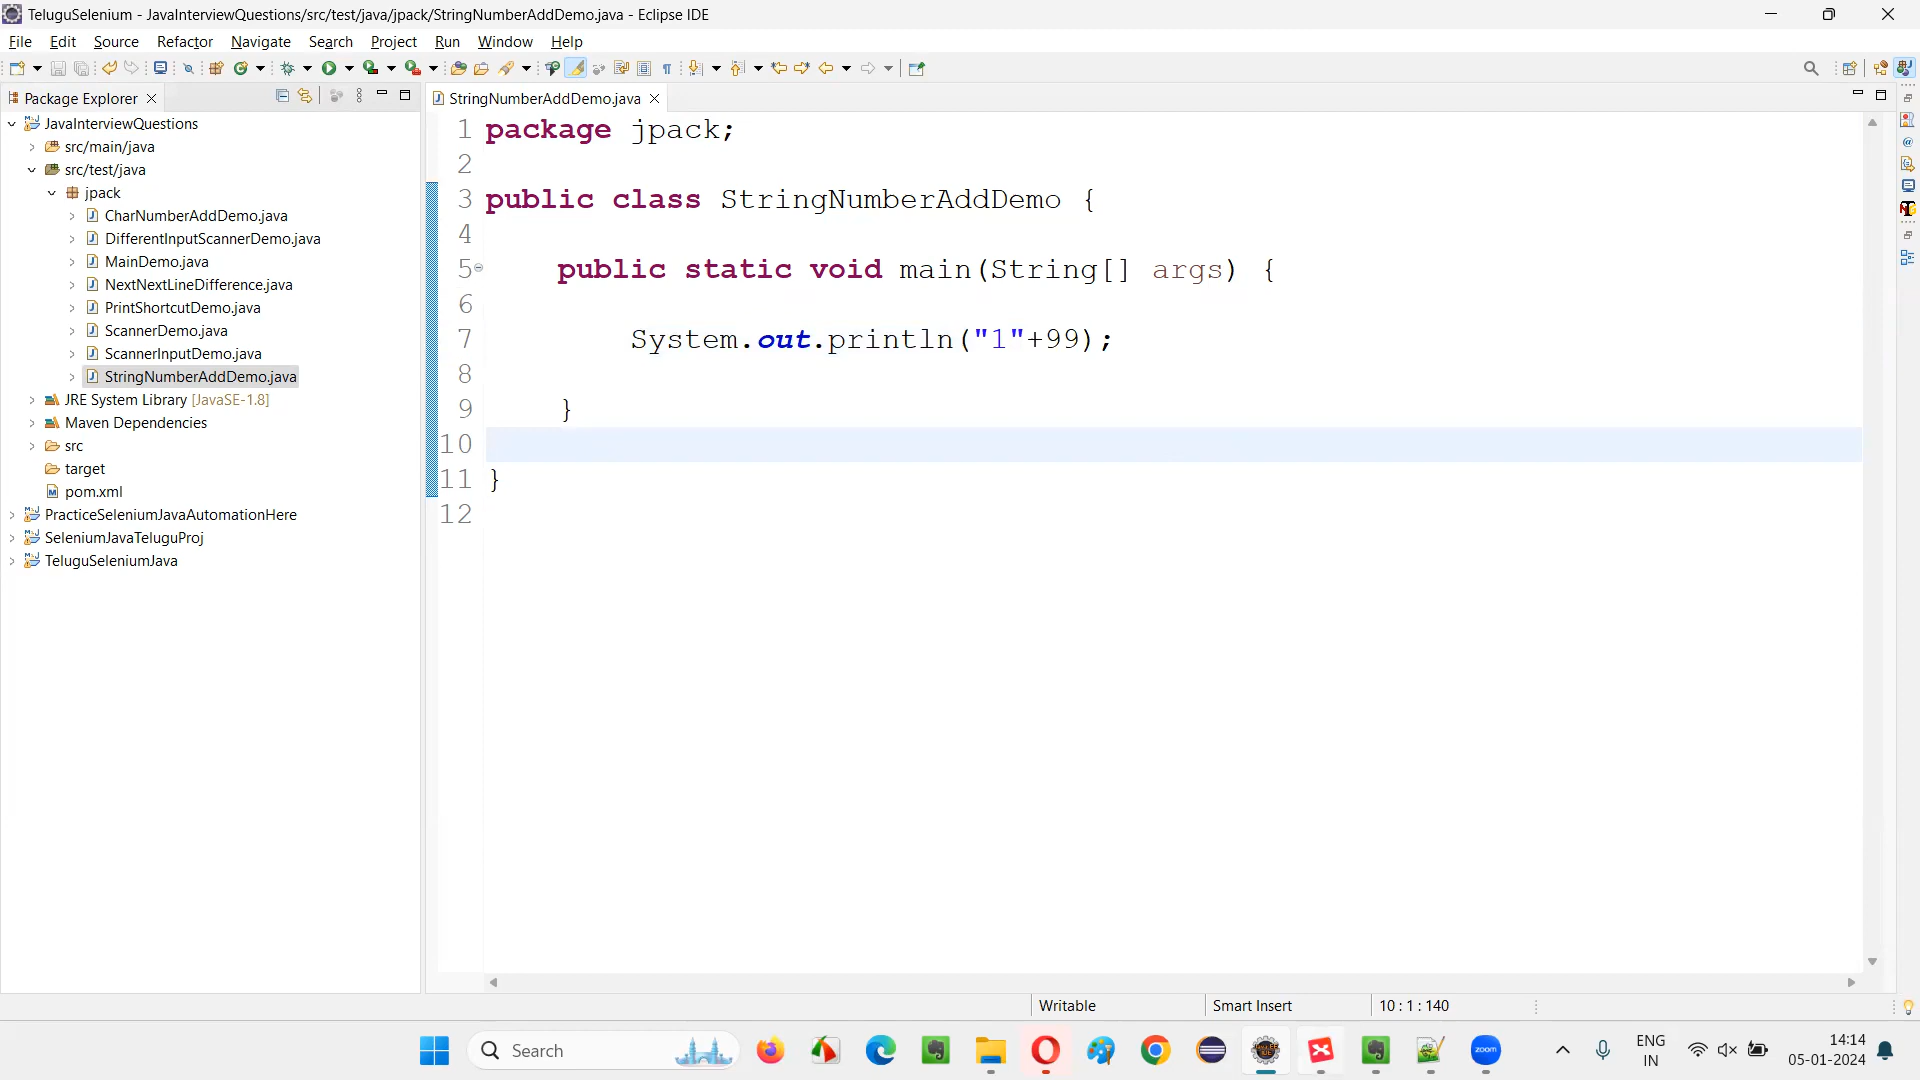 TeluguSelenium - JavaInterviewQuestions/src/test/java/jpack/StringNumberAddDemo.java - Eclipse IDE
File Edit Source Refactor Navigate Search Project Run Window Help
Package Explorer
JavaInterviewQuestions
src/main/java
src/test/java
jpack
CharNumberAddDemo.java
DifferentInputScannerDemo.java
MainDemo.java
NextNextLineDifference.java
PrintShortcutDemo.java
ScannerDemo.java
ScannerInputDemo.java
StringNumberAddDemo.java
JRE System Library [JavaSE-1.8]
Maven Dependencies
src
target
pom.xml
PracticeSeleniumJavaAutomationHere
SeleniumJavaTeluguProj
TeluguSeleniumJava
StringNumberAddDemo.java
1 package jpack;
2
3 public class StringNumberAddDemo {
4
5 public static void main(String[] args) {
6
7 System.out.println("1"+99);
8
9 }
10
11 }
12
Writable Smart Insert 10 : 1 : 140
Search
zoom
ENG
IN
14:14
05-01-2024